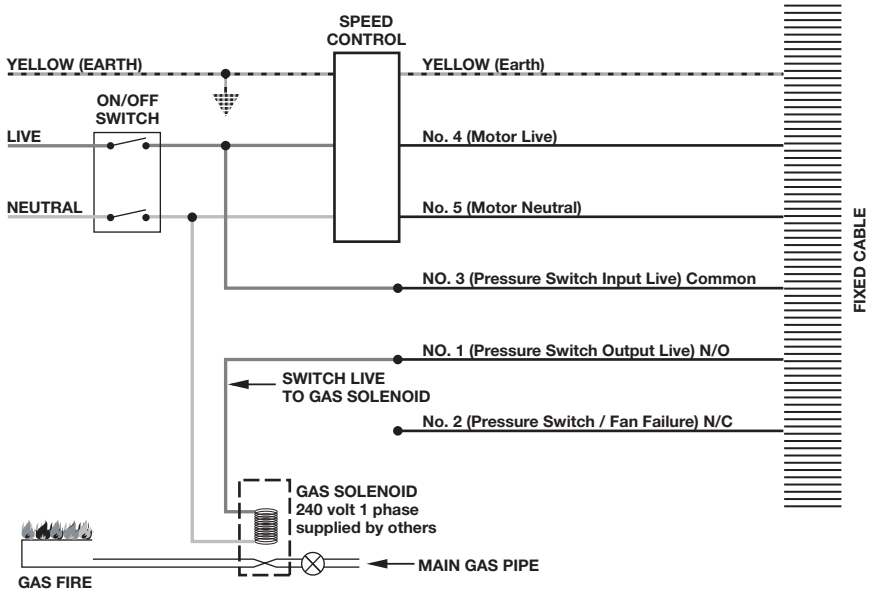 SPEED
CONTROL
YELLOW (EARTH)
YELLOW (Earth)
ON/OFF
SWITCH
LIVE
No. 4 (Motor Live)
NEUTRAL
No. 5 (Motor Neutral)
FIXED CABLE
NO. 3 (Pressure Switch Input Live) Common
NO. 1 (Pressure Switch Output Live) N/O
SWITCH LIVE
TO GAS SOLENOID
No. 2 (Pressure Switch / Fan Failure) N/C
GAS SOLENOID
240 volt 1 phase
supplied by others
MAIN GAS PIPE
GAS FIRE